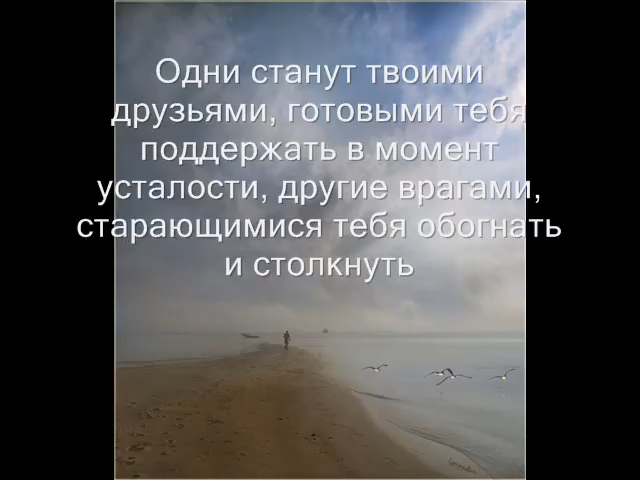 Одни станут твоими
друзьями, готовыми тебя
поддержать в момент
усталости, другие врагами,
старающимися тебя обогнать
и столкнуть